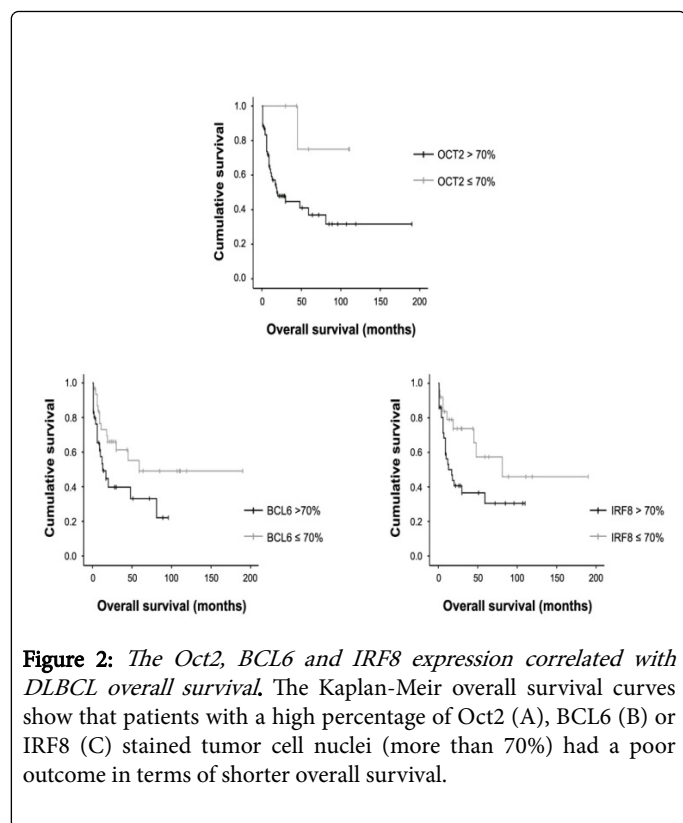 1.0
0.8
0.6
0.4
0.2
0.0
Cumulative survival
OCT2 > 70%
OCT2 ≤ 70%
0 50 100 150 200
Overall survival (months)
1.0
0.8
0.6
0.4
0.2
0.0
Cumulative survival
BCL6 >70%
BCL6 ≤ 70%
0 50 100 150 200
Overall survival (months)
1.0
0.8
0.6
0.4
0.2
0.0
Cumulative survival
IRF8 > 70%
IRF8 ≤ 70%
0 50 100 150 200
Overall survival (months)
Figure 2: The Oct2, BCL6 and IRF8 expression correlated with
DLBCL overall survival. The Kaplan-Meir overall survival curves
show that patients with a high percentage of Oct2 (A), BCL6 (B) or
IRF8 (C) stained tumor cell nuclei (more than 70%) had a poor
outcome in terms of shorter overall survival.